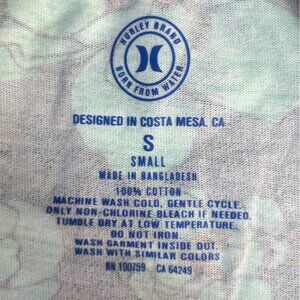 HURLEY BRAND
BORN FROM WATER
DESIGNED IN COSTA MESA, CA
S
SMALL
MADE IN BANGLADESH
100% COTTON
MACHINE WASH COLD, GENTLE CYCLE.
ONLY NON-CHLORINE BLEACH IF NEEDED.
TUMBLE DRY AT LOW TEMPERATURE.
DO NOT IRON.
WASH GARMENT INSIDE OUT.
WASH WITH SIMILAR COLORS
RN 100759 CA 64249